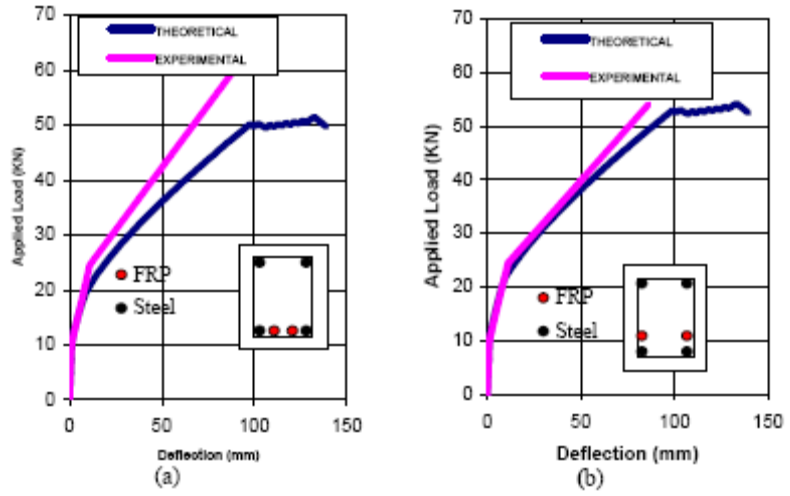 70
60
50
40
30
20
10
0
Applied Load (KN)
THEORETICAL
EXPERIMENTAL
FRP
Steel
0 50 100 150
Deflection (mm)
(a)
70
60
50
40
30
20
10
0
Applied Load (KN)
THEORETICAL
EXPERIMENTAL
FRP
Steel
0 50 100 150
Deflection (mm)
(b)